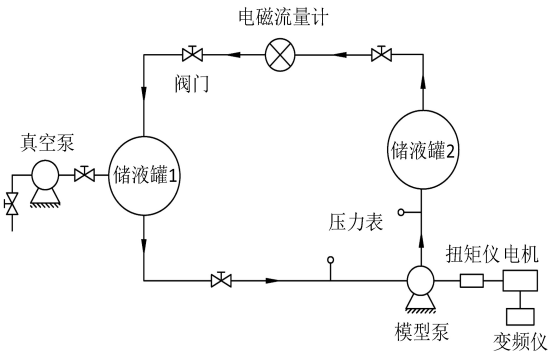 电磁流量计
阀门
真空泵
储液罐1
储液罐2
压力表
扭矩仪 电机
模型泵
变频仪